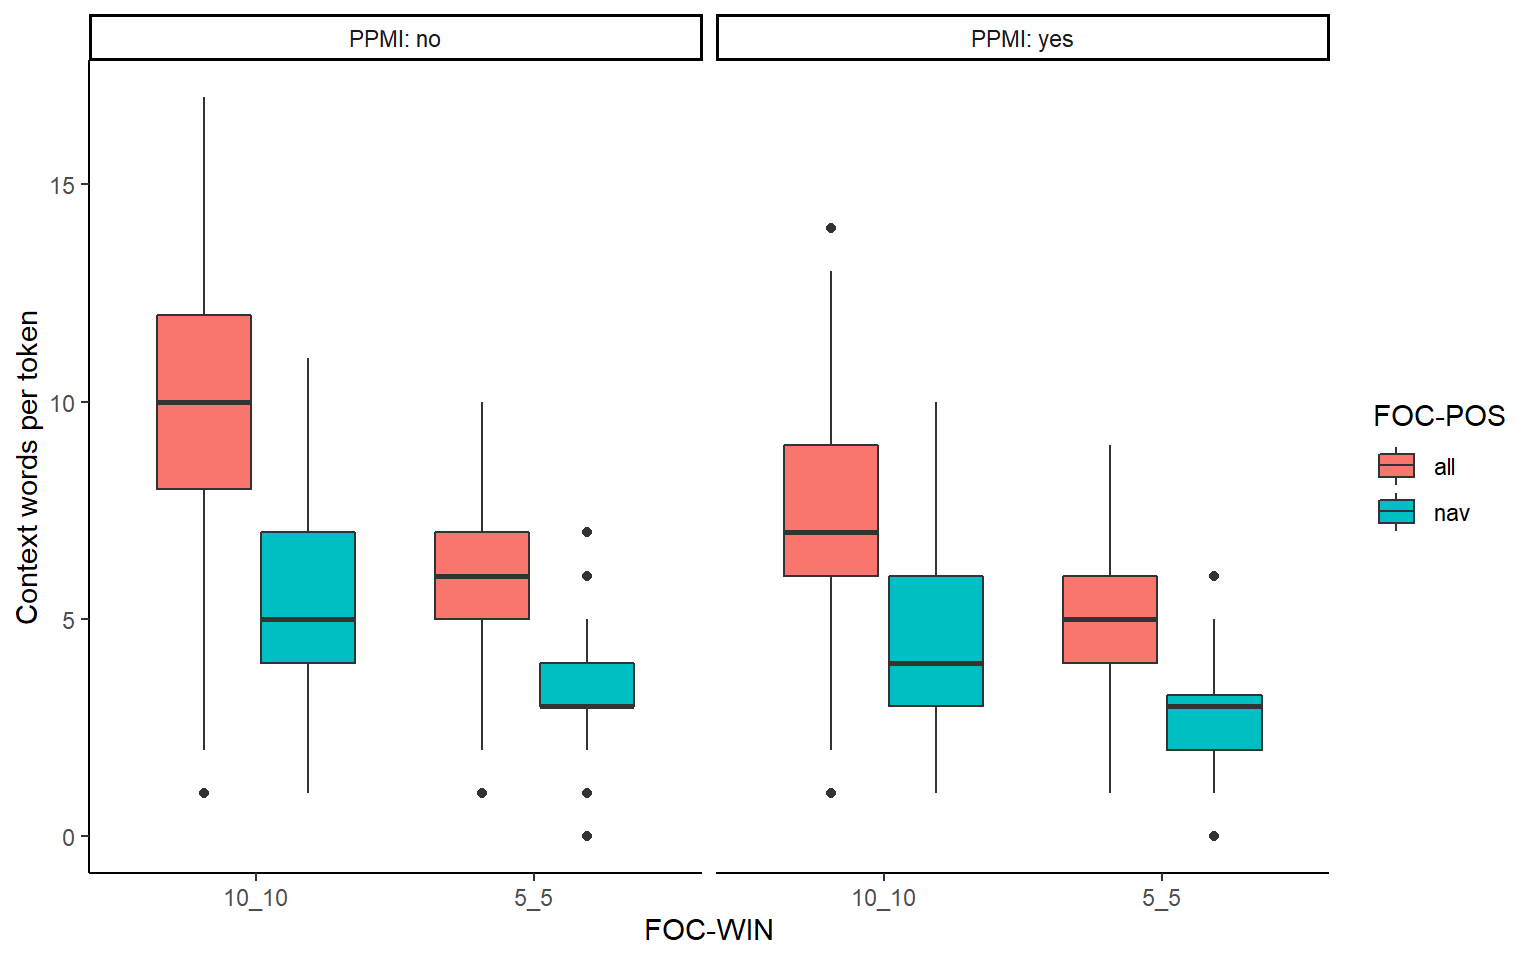 PPMI: no
PPMI: yes
Context words per token
15
10
5
0
10_10
5_5
10_10
5_5
FOC-WIN
FOC-POS
all
nav